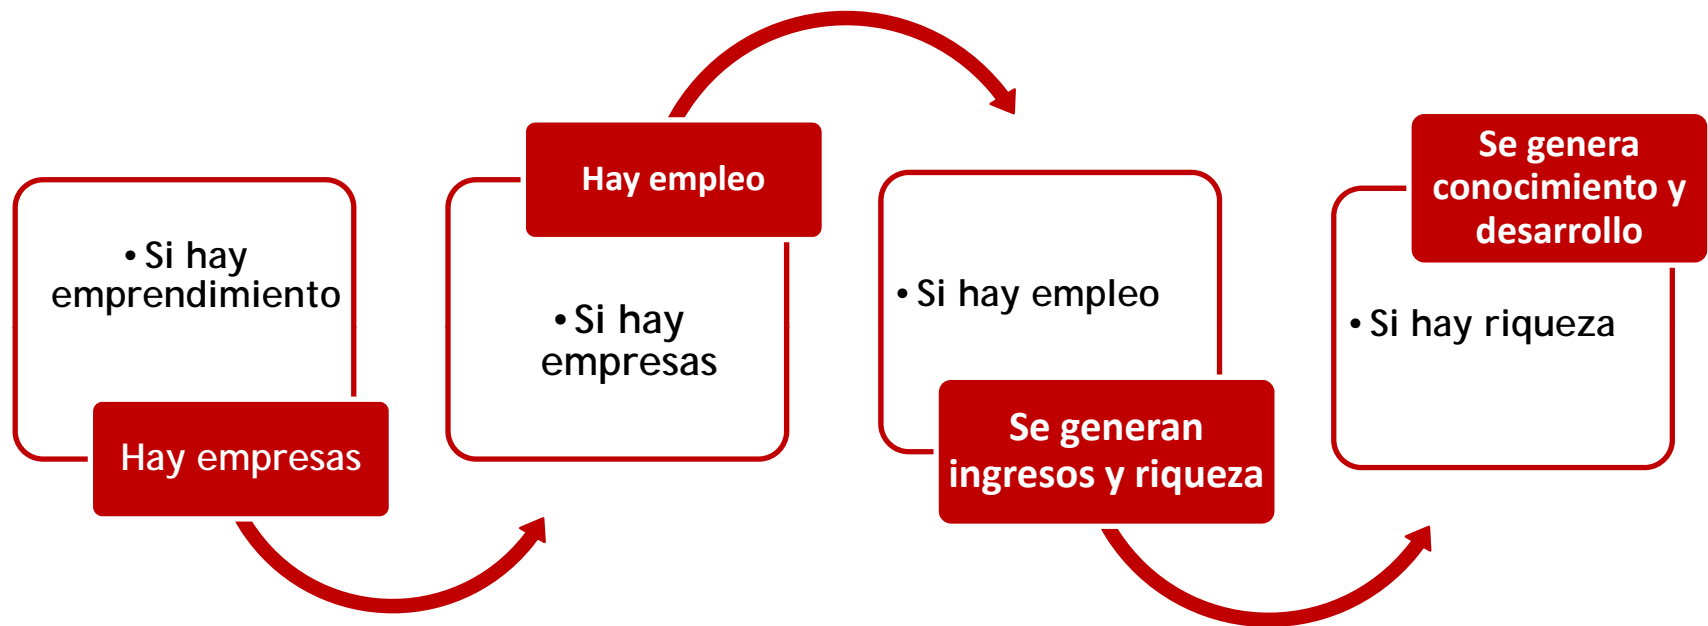 • Si hay
emprendimiento
Hay empresas
Hay empleo
• Si hay
empresas
• Si hay empleo
Se generan
ingresos y riqueza
Se genera
conocimiento y
desarrollo
• Si hay riqueza